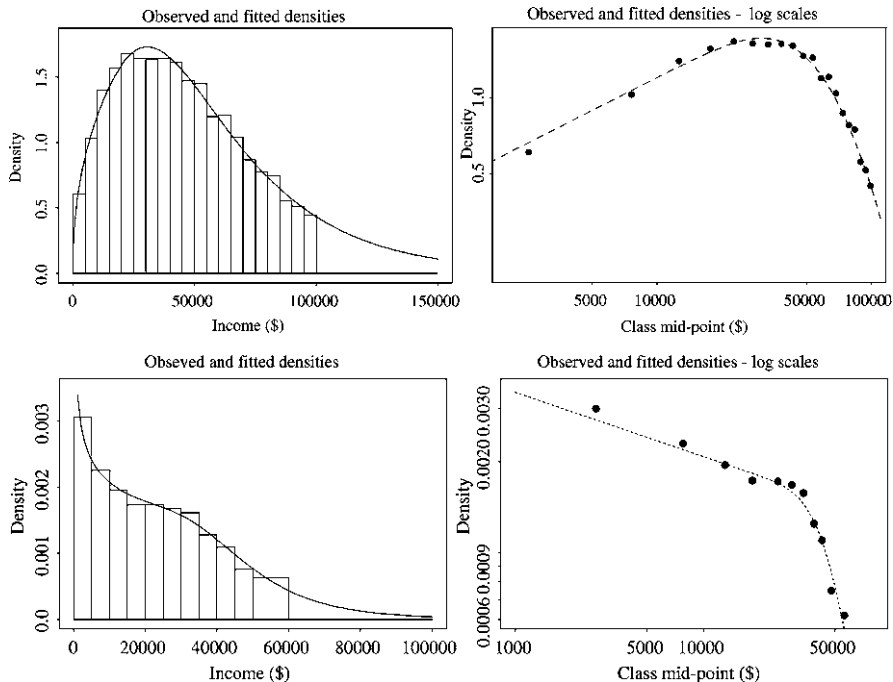 Observed and fitted densities
Density
0.0 0.5 1.0 1.5
0 50000 100000 150000
Income ($)
Observed and fitted densities - log scales
Density
0.5 1.0
5000 10000 50000 100000
Class mid-point ($)
Obseved and fitted densities
Density
0.0 0.001 0.002 0.003
0 20000 40000 60000 80000 100000
Income ($)
Observed and fitted densities - log scales
Density
0.0006 0.0009 0.0020 0.0030
1000 5000 10000 50000
Class mid-point ($)